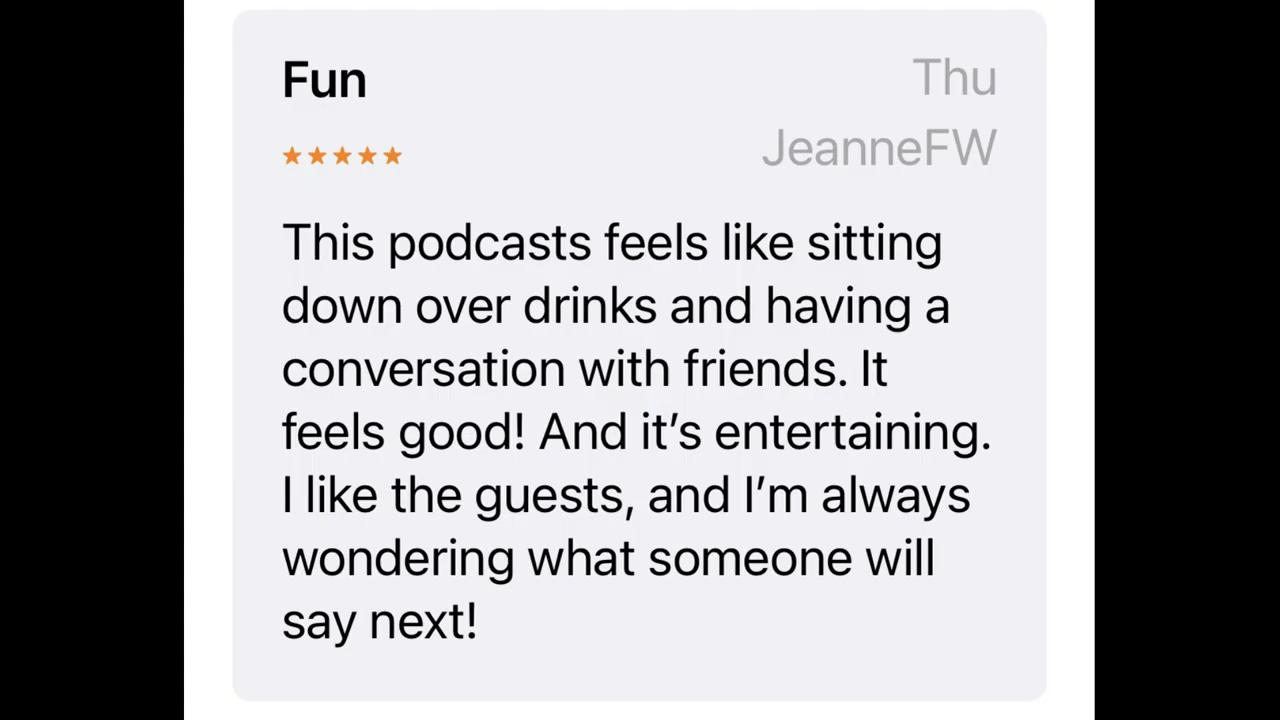 Fun
Thu
JeanneFW
This podcasts feels like sitting
down over drinks and having a
conversation with friends. It
feels good! And it’s entertaining.
I like the guests, and I’m always
wondering what someone will
say next!